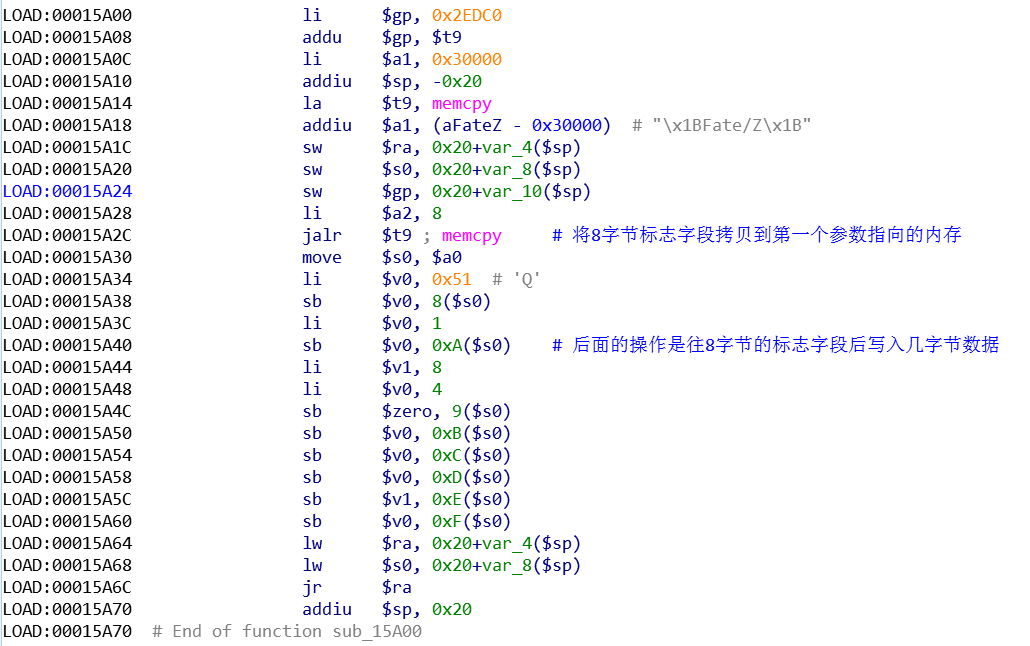 LOAD:00015A00 li $gp, 0x2EDC0
LOAD:00015A08 addu $gp, $t9
LOAD:00015A0C li $a1, 0x30000
LOAD:00015A10 addiu $sp, -0x20
LOAD:00015A14 la $t9, memcpy
LOAD:00015A18 addiu $a1, (aFateZ - 0x30000) # "\x1BFate/Z\x1B"
LOAD:00015A1C sw $ra, 0x20+var_4($sp)
LOAD:00015A20 sw $s0, 0x20+var_8($sp)
LOAD:00015A24 sw $gp, 0x20+var_10($sp)
LOAD:00015A28 li $a2, 8
LOAD:00015A2C jalr $t9 ; memcpy # 将8字节标志字段拷贝到第一个参数指向的内存
LOAD:00015A30 move $s0, $a0
LOAD:00015A34 li $v0, 0x51 # 'Q'
LOAD:00015A38 sb $v0, 8($s0)
LOAD:00015A3C li $v0, 1
LOAD:00015A40 sb $v0, 0xA($s0) # 后面的操作是往8字节的标志字段后写入几字节数据
LOAD:00015A44 li $v1, 8
LOAD:00015A48 li $v0, 4
LOAD:00015A4C sb $zero, 9($s0)
LOAD:00015A50 sb $v0, 0xB($s0)
LOAD:00015A54 sb $v0, 0xC($s0)
LOAD:00015A58 sb $v0, 0xD($s0)
LOAD:00015A5C sb $v1, 0xE($s0)
LOAD:00015A60 sb $v0, 0xF($s0)
LOAD:00015A64 lw $ra, 0x20+var_4($sp)
LOAD:00015A68 lw $s0, 0x20+var_8($sp)
LOAD:00015A6C jr $ra
LOAD:00015A70 addiu $sp, 0x20
LOAD:00015A70 # End of function sub_15A00